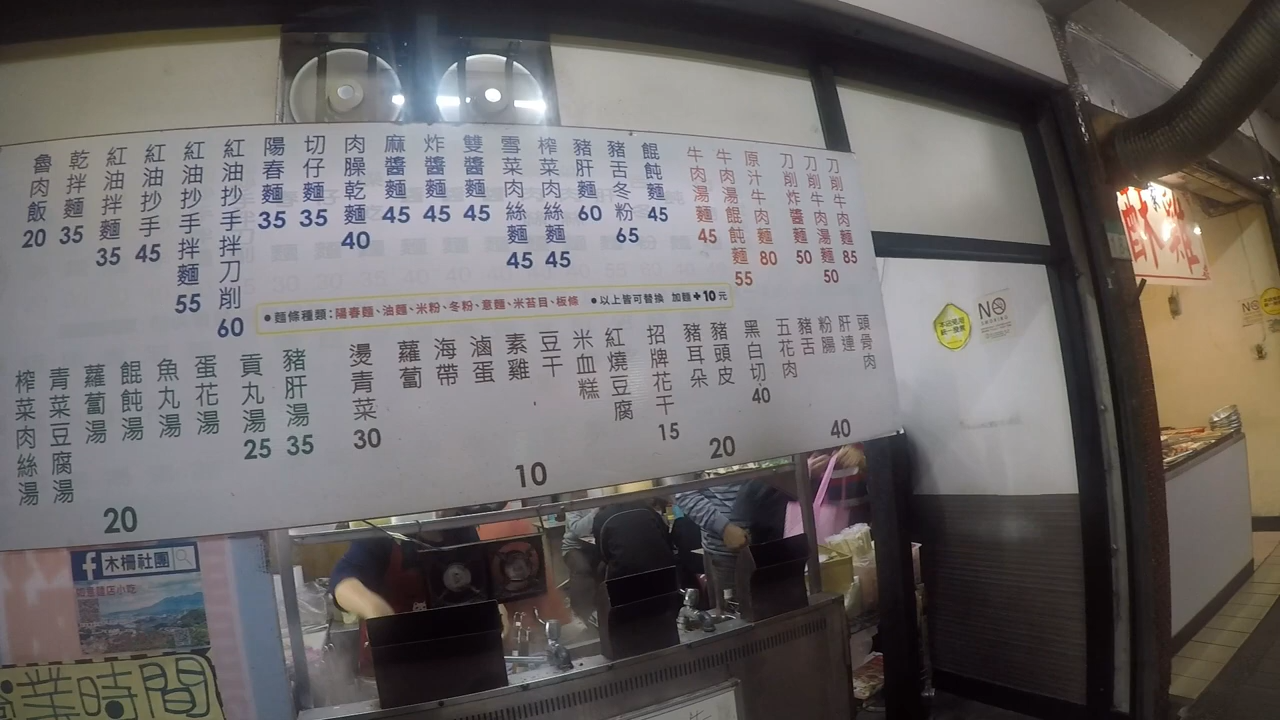 魯肉飯 20
乾拌麵 35
紅油拌麵 35
紅油抄手 45
紅油抄手拌麵 55
紅油抄手拌刀削 60
陽春麵 35
切仔麵 35
肉臊乾麵 40
麻醬麵 45
炸醬麵 45
雙醬麵 45
雪菜肉絲麵 45
榨菜肉絲麵 45
豬肝麵 60
豬舌冬粉 65
餛飩麵 45
牛肉湯麵 45
牛肉湯餛飩麵 55
原汁牛肉麵 80
刀削炸醬麵 50
刀削牛肉湯麵 50
刀削牛肉麵 85
●麵條種類:陽春麵、油麵、米粉、冬粉、意麵、米苔目、板條 ●以上皆可替換 加麵+10元
榨菜肉絲湯
青菜豆腐湯
蘿蔔湯
餛飩湯
魚丸湯
蛋花湯
20
貢丸湯 25
豬肝湯 35
燙青菜 30
蘿蔔
海帶
滷蛋
素雞
豆干
米血糕
紅燒豆腐
10
招牌花干 15
豬耳朵
豬頭皮
20
黑白切 40
五花肉
豬舌
粉腸
肝連
頭骨肉
40
f 木柵社團
營業時間
NO
酥雞